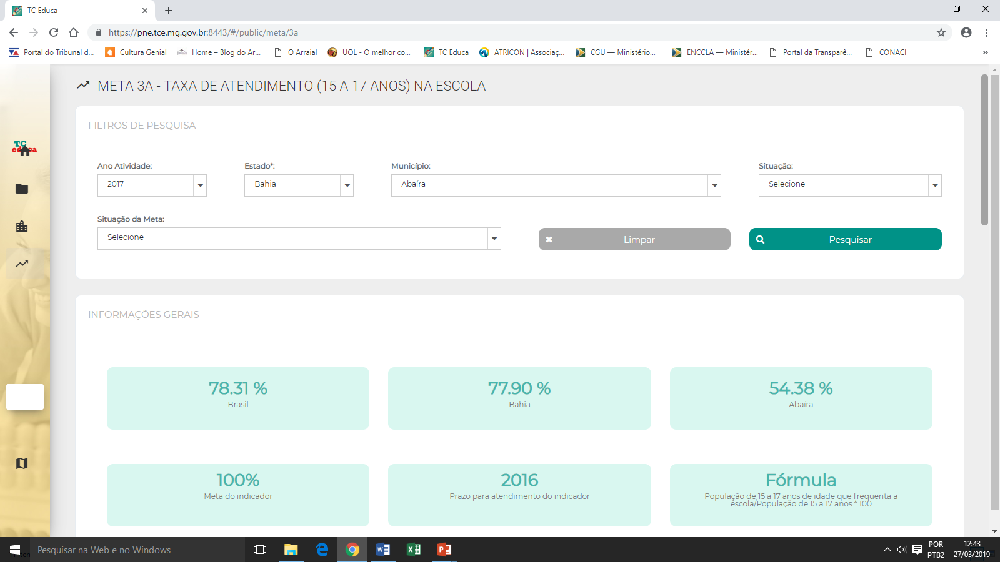 TC Educa
https://pne.tce.mg.gov.br:8443/#/public/meta/3a
Portal do Tribunal d... Cultura Genial Home – Blog do Ar... O Arraial UOL - O melhor co... TC Educa ATRICON | Associaç... CGU — Ministério... ENCCLA — Ministér... Portal da Transparê... CONACI »
META 3A - TAXA DE ATENDIMENTO (15 A 17 ANOS) NA ESCOLA
FILTROS DE PESQUISA
TC
educa
Ano Atividade: Estado*: Município: Situação:
2017 Bahia Abaíra Selecione
Situação da Meta:
Selecione Limpar Pesquisar
INFORMAÇÕES GERAIS
78.31 % 77.90 % 54.38 %
Brasil Bahia Abaíra
100% 2016 Fórmula
Meta do indicador Prazo para atendimento do indicador População de 15 a 17 anos de idade que frequenta a
escola/População de 15 a 17 anos * 100
Pesquisar na Web e no Windows
POR 12:43
PTB2 27/03/2019